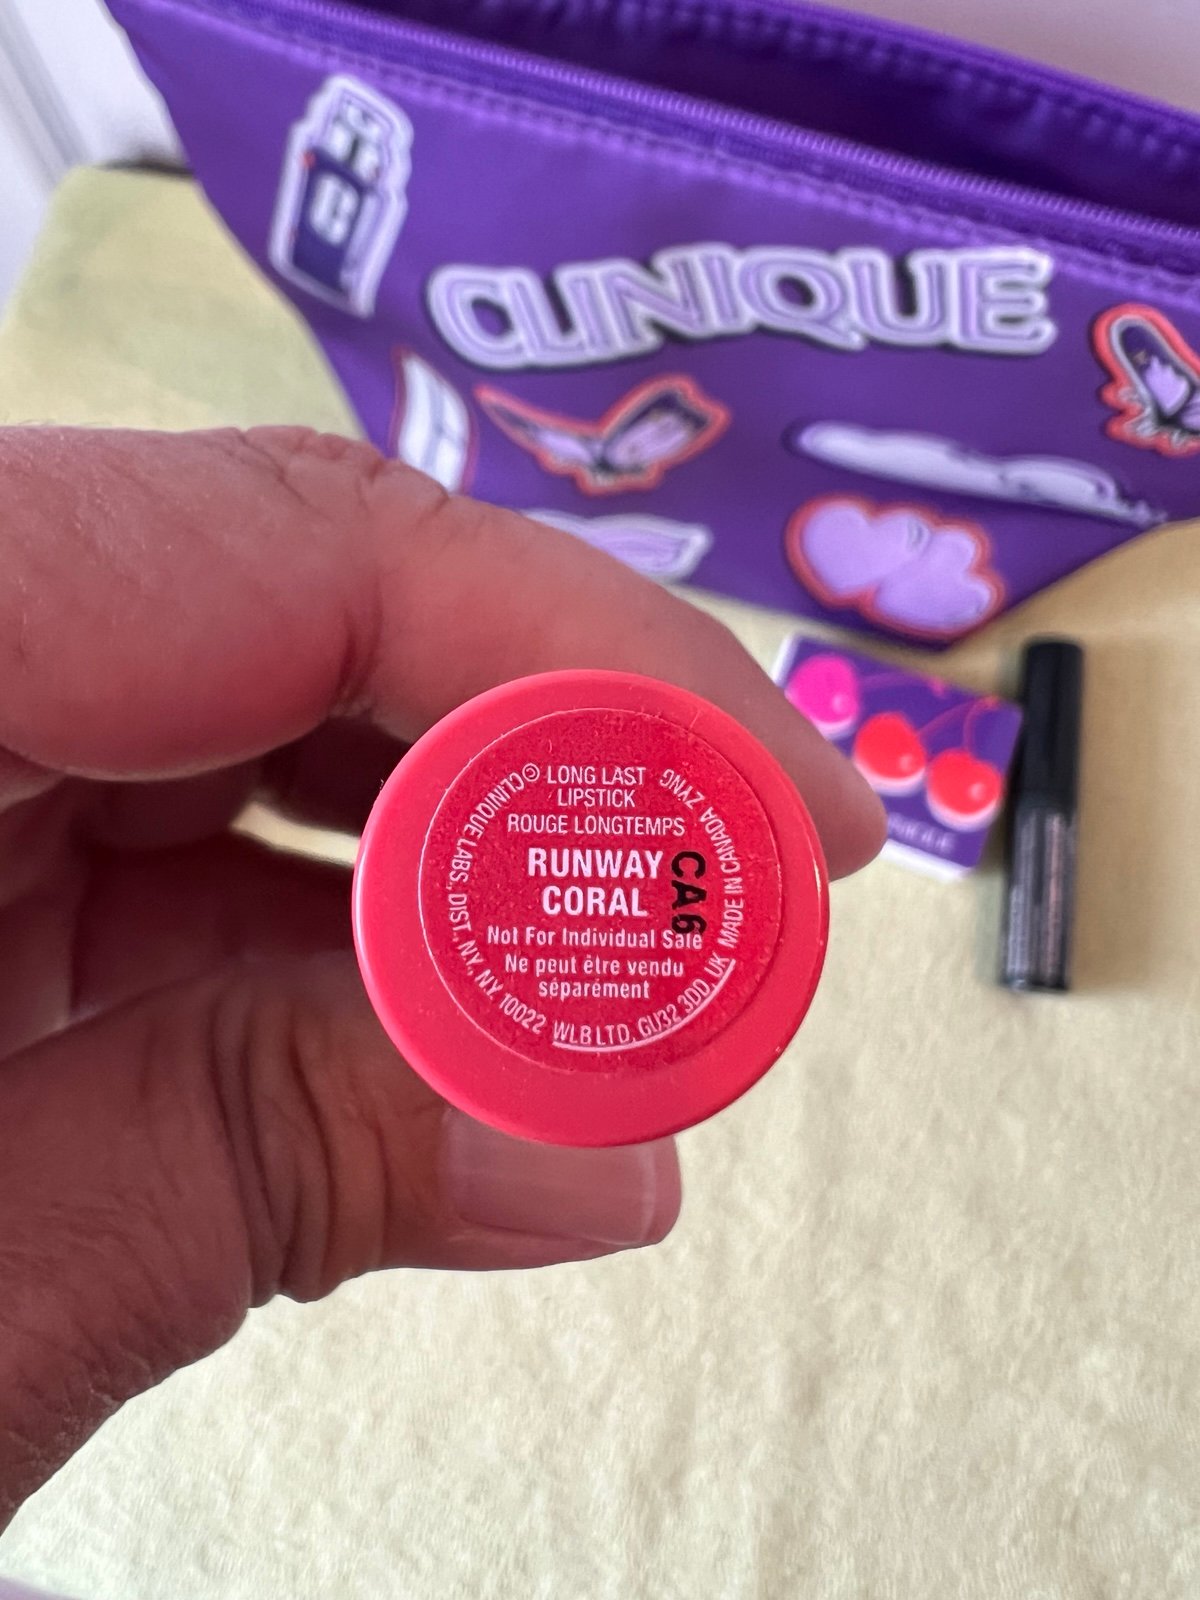 CLINIQUE
LONG LAST
LIPSTICK
ROUGE LONGTEMPS
RUNWAY
CORAL
Not For Individual Sale
Ne peut être vendu
séparément
CA6
© CLINIQUE LABS, DIST., NY, NY 10022 WLB LTD, GU32 3DD, UK MADE IN CANADA ZYNG